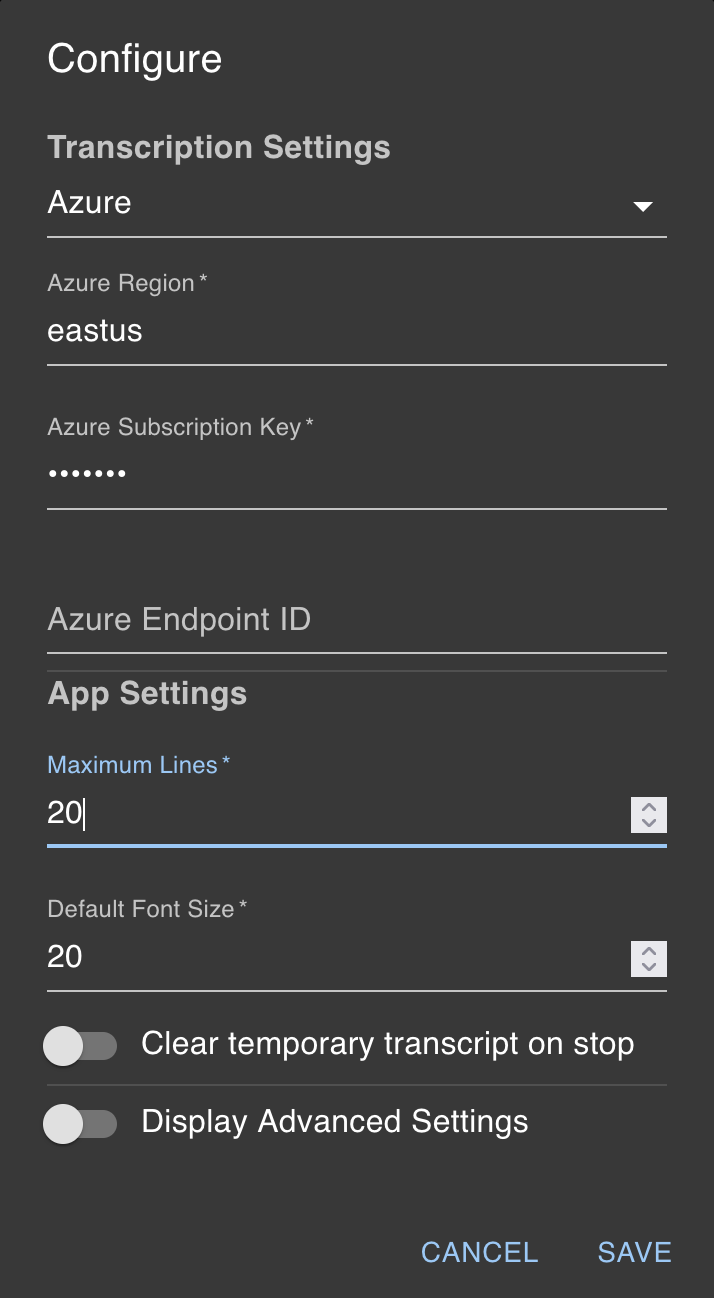 Configure
Transcription Settings
Azure
Azure Region *
eastus
Azure Subscription Key *
•••••••
Azure Endpoint ID
App Settings
Maximum Lines *
20
Default Font Size *
20
Clear temporary transcript on stop
Display Advanced Settings
CANCEL SAVE